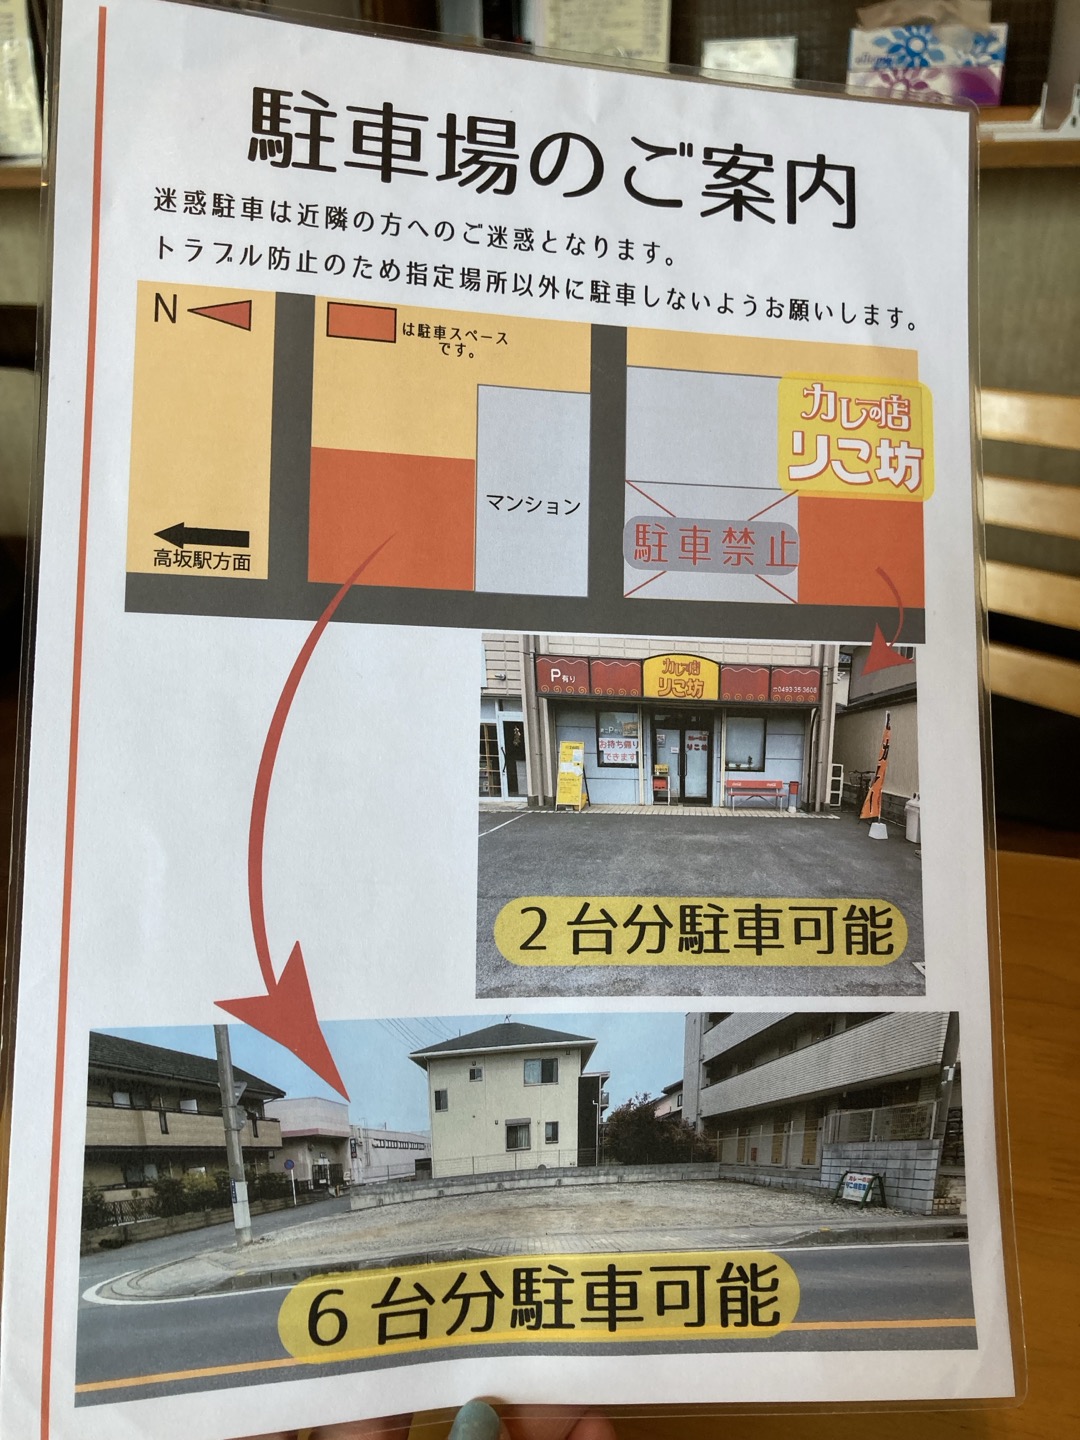 駐車場のご案内
迷惑駐車は近隣の方へのご迷惑となります。
トラブル防止のため指定場所以外に駐車しないようお願いします。
N
は駐車スペース
です。
カレーの店
りこ坊
マンション
駐車禁止
高坂駅方面
P有り
カレーの店
りこ坊
0493-35-3608
お持ち帰り
できます
りこ坊
2台分駐車可能
6台分駐車可能